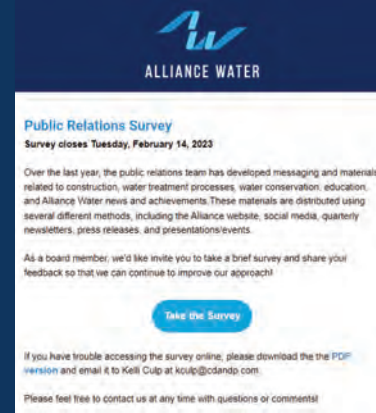 ALLIANCE WATER
Public Relations Survey
Survey closes Tuesday, February 14, 2023
Over the last year, the public relations team has developed messaging and materials
related to construction, water treatment processes, water conservation, education,
and Alliance Water news and achievements. These materials are distributed using
several different methods, including the Alliance website, social media, quarterly
newsletters, press releases, and presentations/events.
As a board member, we'd like invite you to take a brief survey and share your
feedback so that we can continue to improve our approach!
Take the Survey
If you have trouble accessing the survey online, please download the the PDF
version and email it to Kelli Culp at kculp@cdandp.com.
Please feel free to contact us at any time with questions or comments!